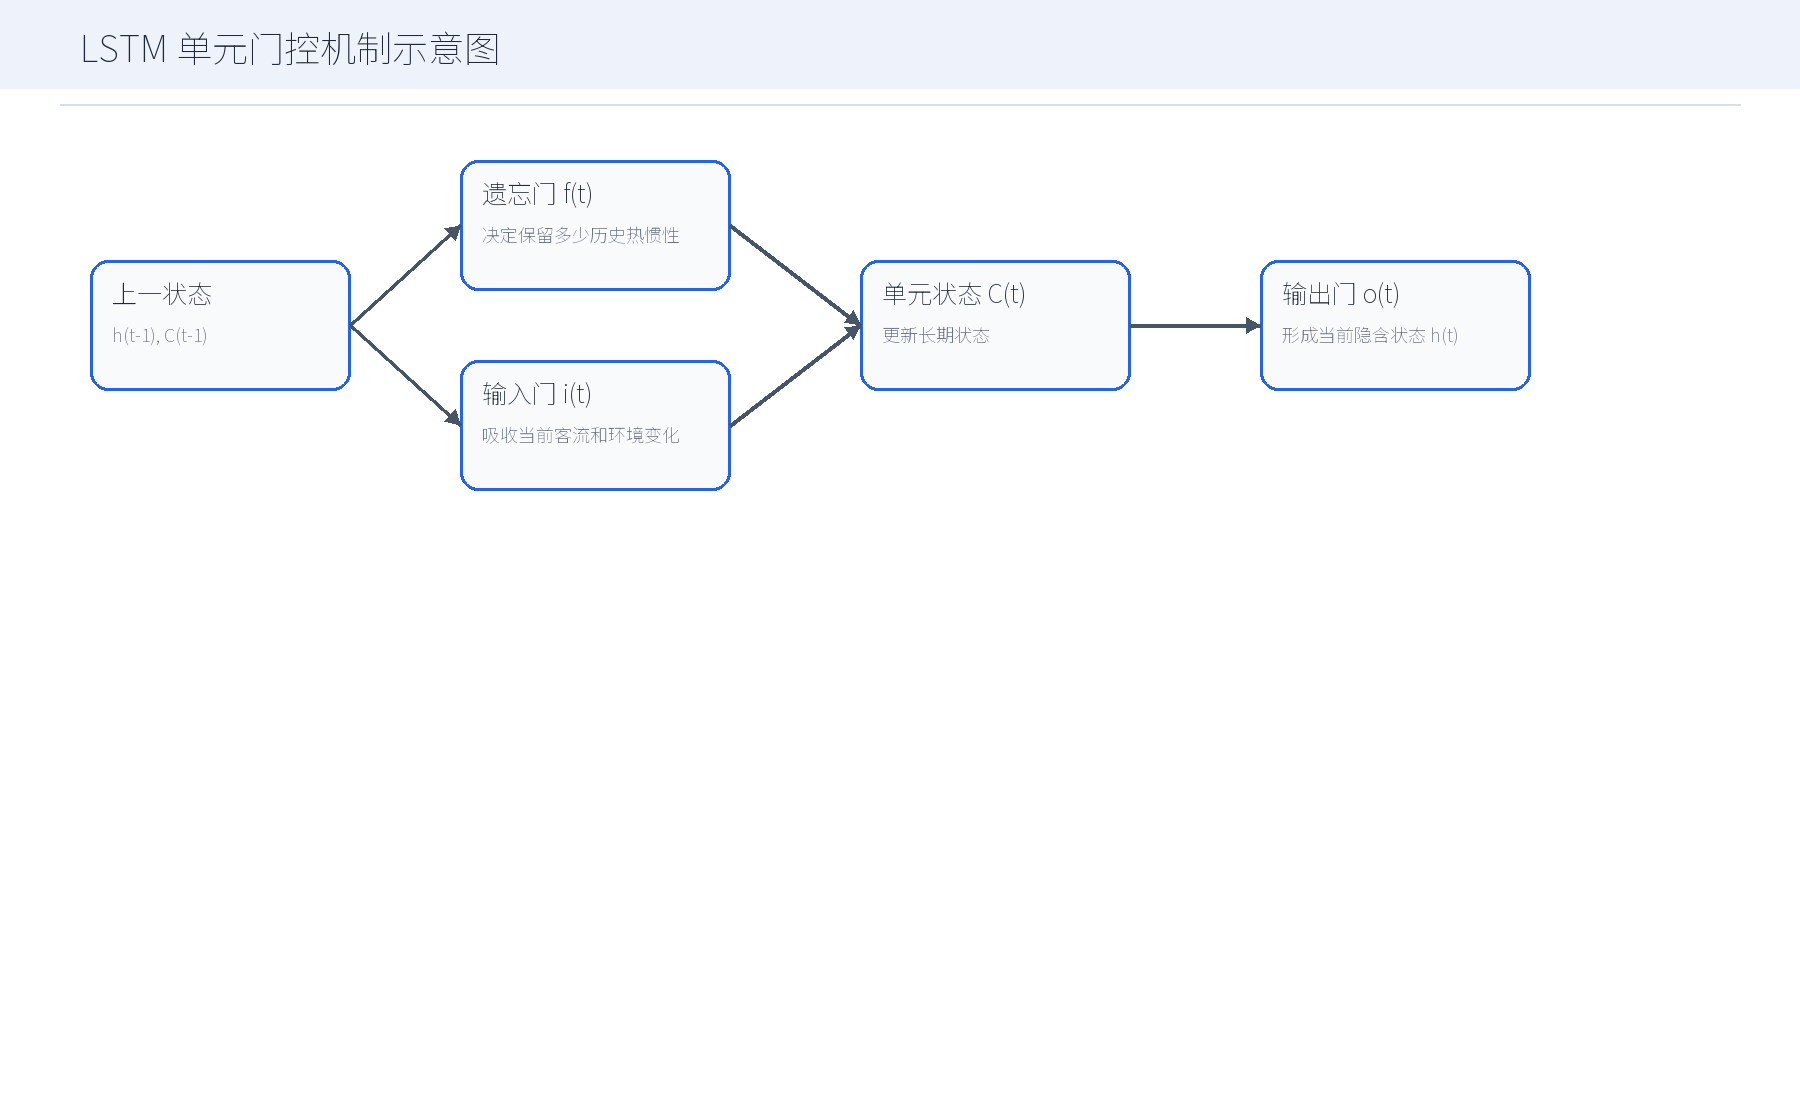 LSTM 单元门控机制示意图
上一状态
h(t-1), C(t-1)
遗忘门 f(t)
决定保留多少历史热惯性
输入门 i(t)
吸收当前客流和环境变化
单元状态 C(t)
更新长期状态
输出门 o(t)
形成当前隐含状态 h(t)